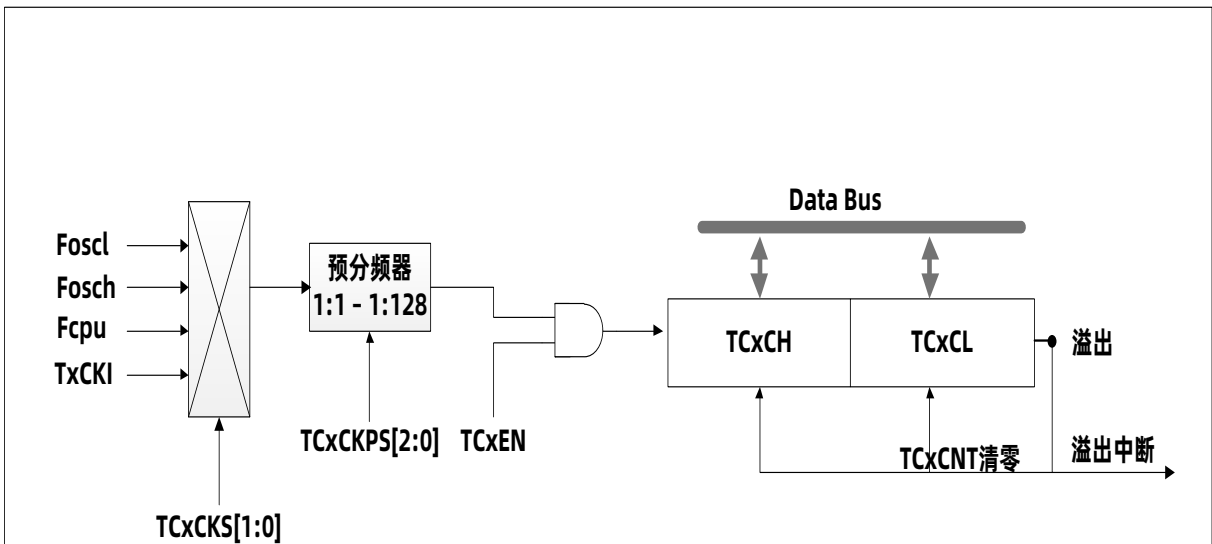 Data Bus
Foscl
Fosch
Fcpu
TxCKI
预分频器
1:1 – 1:128
TCxCH
TCxCL
溢出
TCxCKPS[2:0]
TCxEN
TCxCNT清零
溢出中断
TCxCKS[1:0]